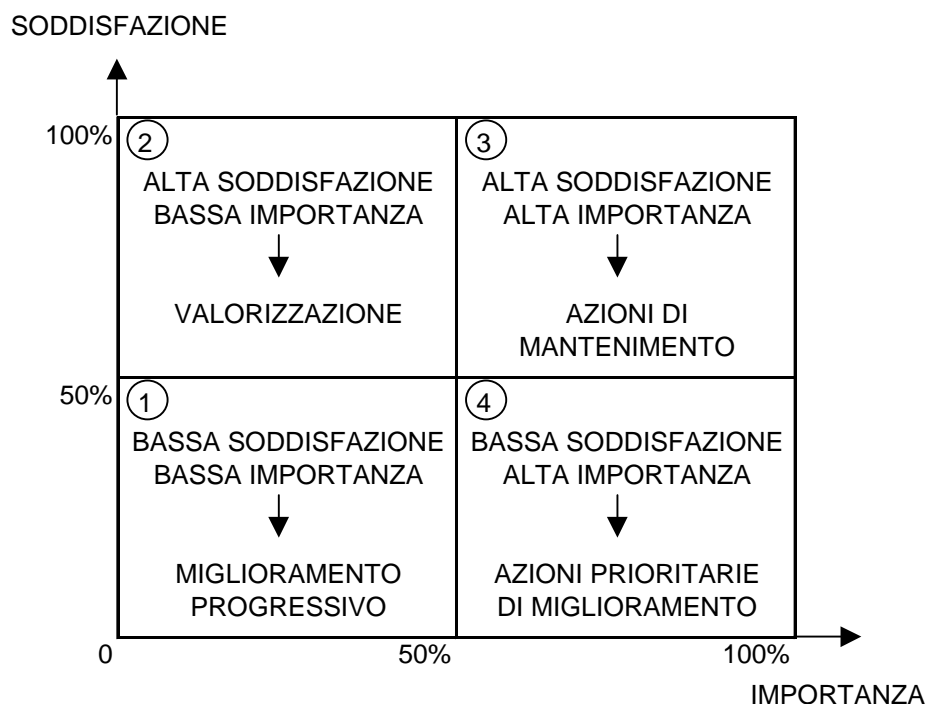 SODDISFAZIONE
100%
2
ALTA SODDISFAZIONE
BASSA IMPORTANZA
VALORIZZAZIONE
3
ALTA SODDISFAZIONE
ALTA IMPORTANZA
AZIONI DI
MANTENIMENTO
50%
1
BASSA SODDISFAZIONE
BASSA IMPORTANZA
MIGLIORAMENTO
PROGRESSIVO
4
BASSA SODDISFAZIONE
ALTA IMPORTANZA
AZIONI PRIORITARIE
DI MIGLIORAMENTO
0
50%
100%
IMPORTANZA